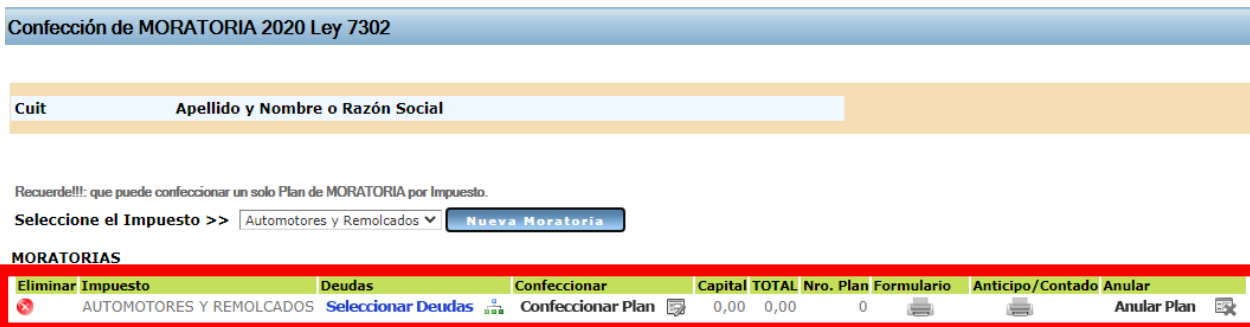 Confección de MORATORIA 2020 Ley 7302
Cuit Apellido y Nombre o Razón Social
Recuerde!!!: que puede confeccionar un solo Plan de MORATORIA por Impuesto.
Seleccione el Impuesto >> Automotores y Remolcados Nueva Moratoria
MORATORIAS
Eliminar Impuesto Deudas Confeccionar Capital TOTAL Nro. Plan Formulario Anticipo/Contado Anular
AUTOMOTORES Y REMOLCADOS Seleccionar Deudas Confeccionar Plan 0,00 0,00 0 Anular Plan